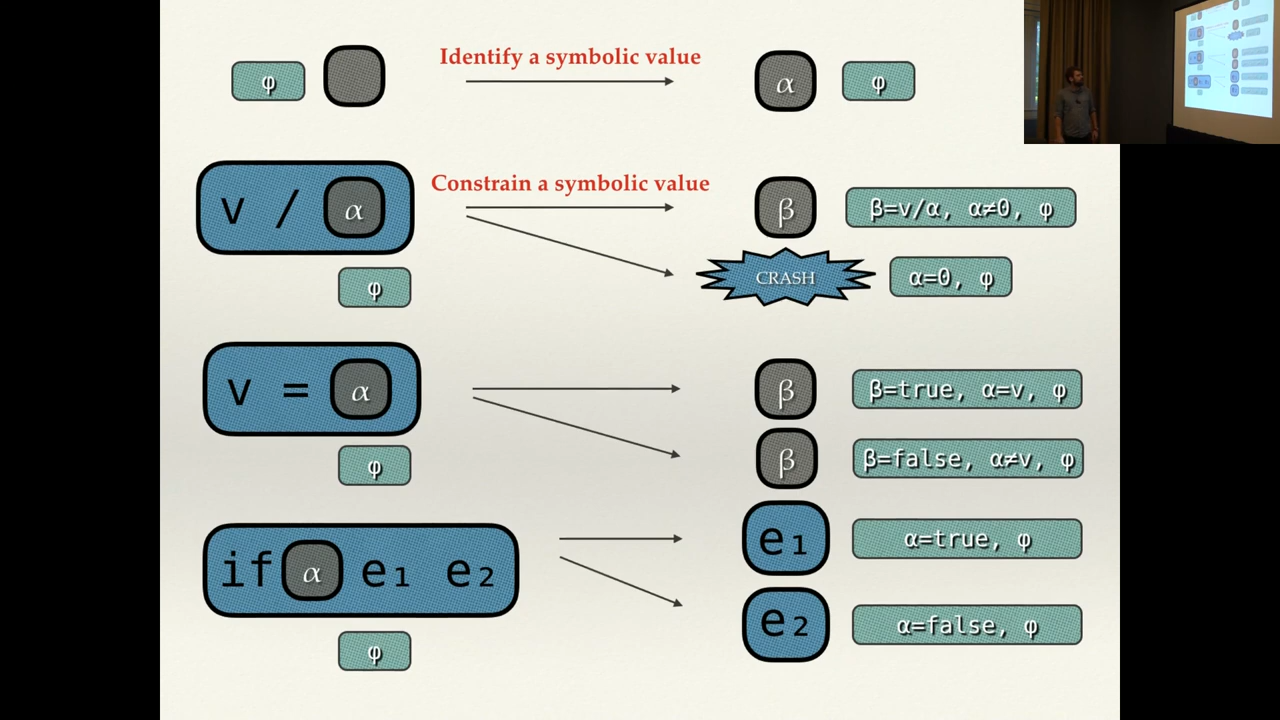 φ Identify a symbolic value α φ
v / α Constrain a symbolic value β β=v/α, α≠0, φ
φ CRASH α=0, φ
v = α β β=true, α=v, φ
φ β β=false, α≠v, φ
if α e₁ e₂ e₁ α=true, φ
φ e₂ α=false, φ